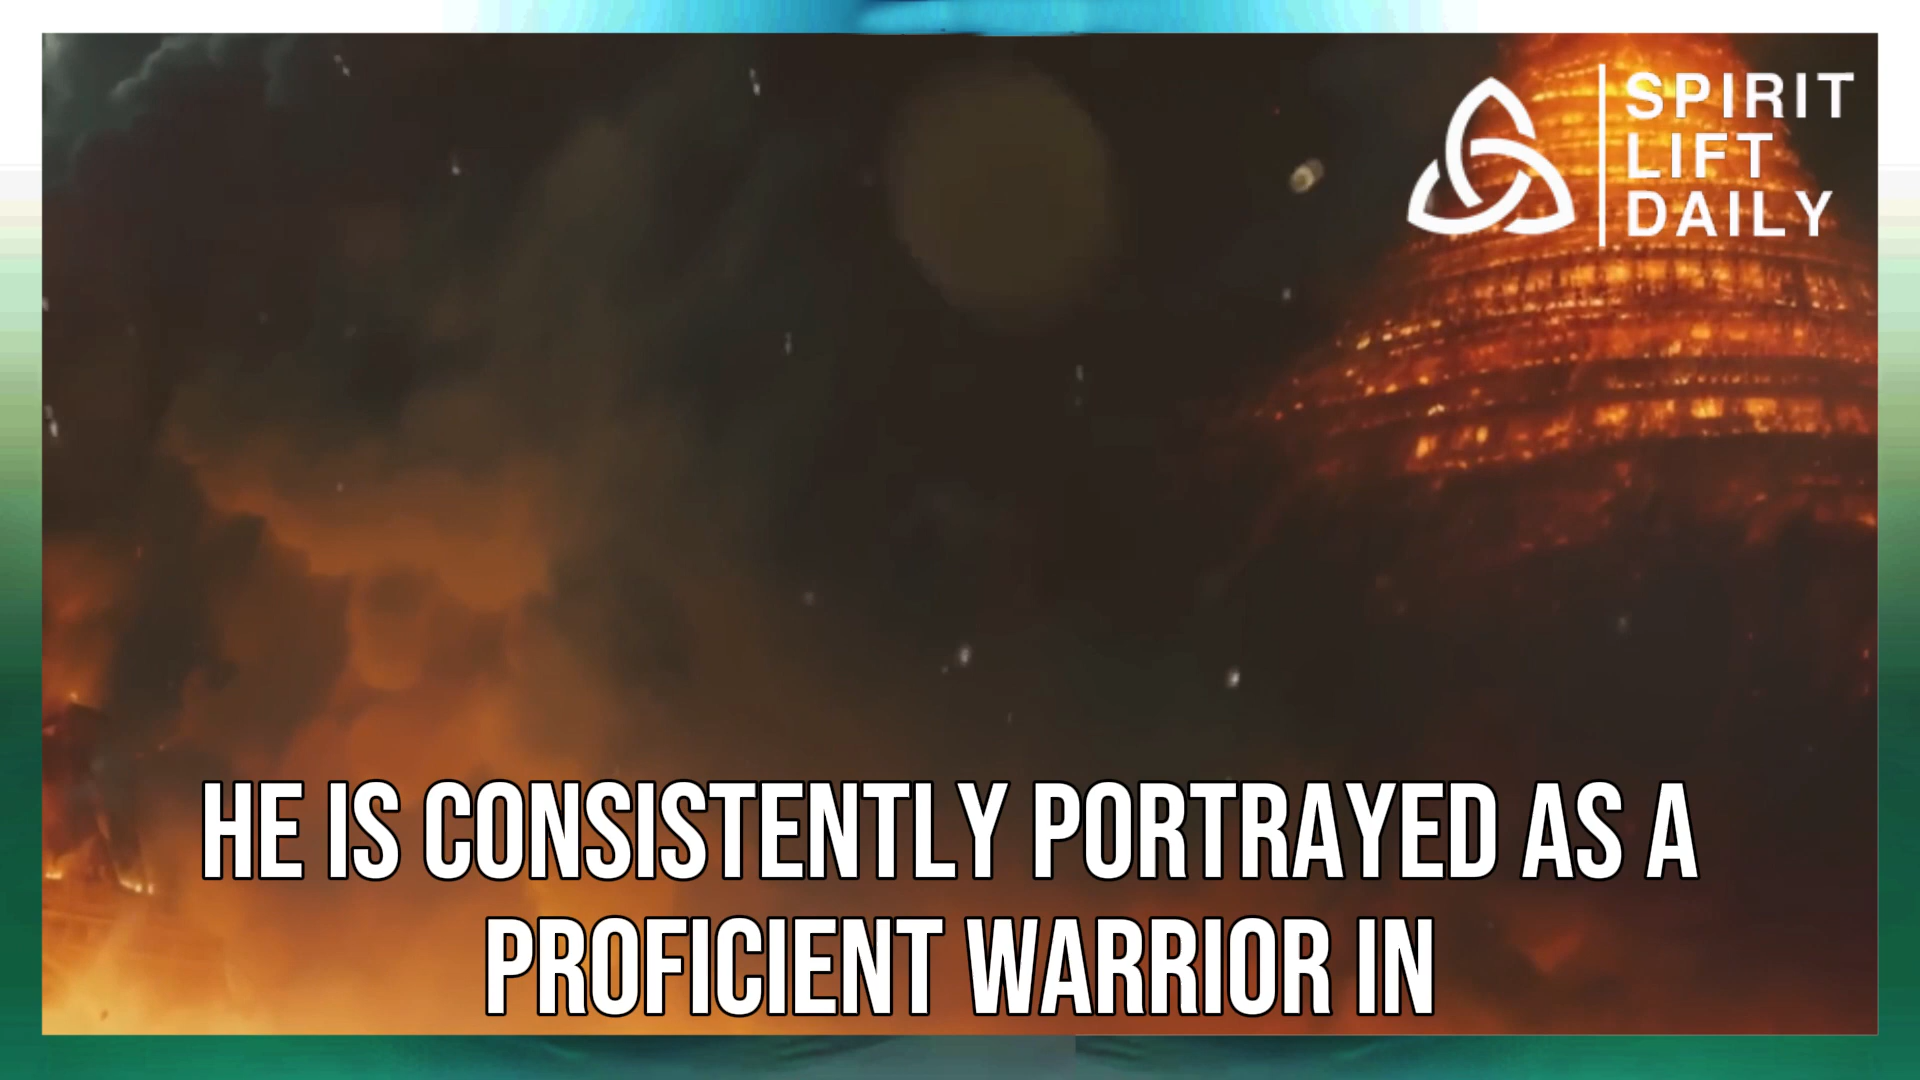 SPIRIT
LIFT
DAILY
HE IS CONSISTENTLY PORTRAYED AS A
PROFICIENT WARRIOR IN